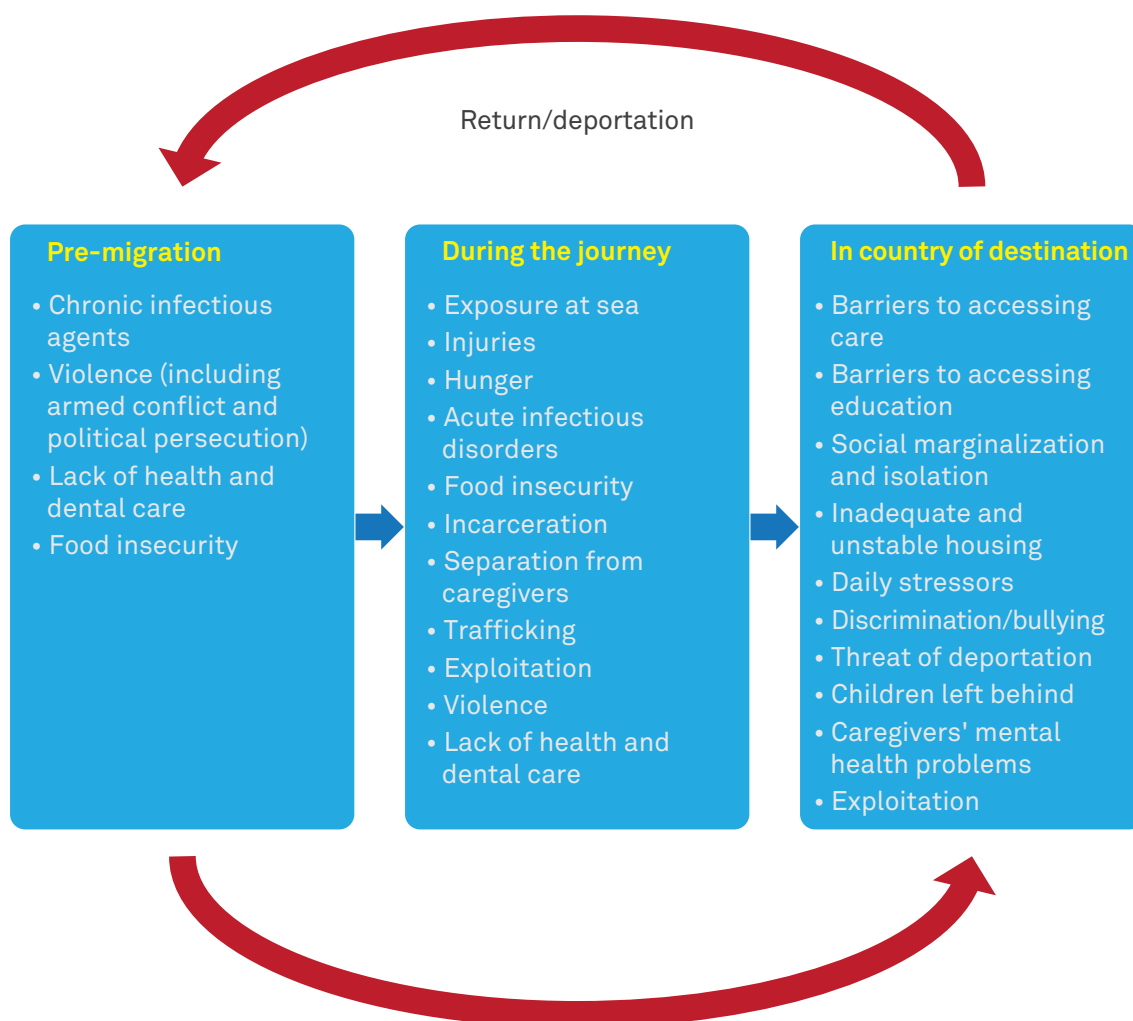 Return/deportation
Pre-migration
• Chronic infectious
agents
• Violence (including
armed conflict and
political persecution)
• Lack of health and
dental care
• Food insecurity
During the journey
• Exposure at sea
• Injuries
• Hunger
• Acute infectious
disorders
• Food insecurity
• Incarceration
• Separation from
caregivers
• Trafficking
• Exploitation
• Violence
• Lack of health and
dental care
In country of destination
• Barriers to accessing
care
• Barriers to accessing
education
• Social marginalization
and isolation
• Inadequate and
unstable housing
• Daily stressors
• Discrimination/bullying
• Threat of deportation
• Children left behind
• Caregivers' mental
health problems
• Exploitation